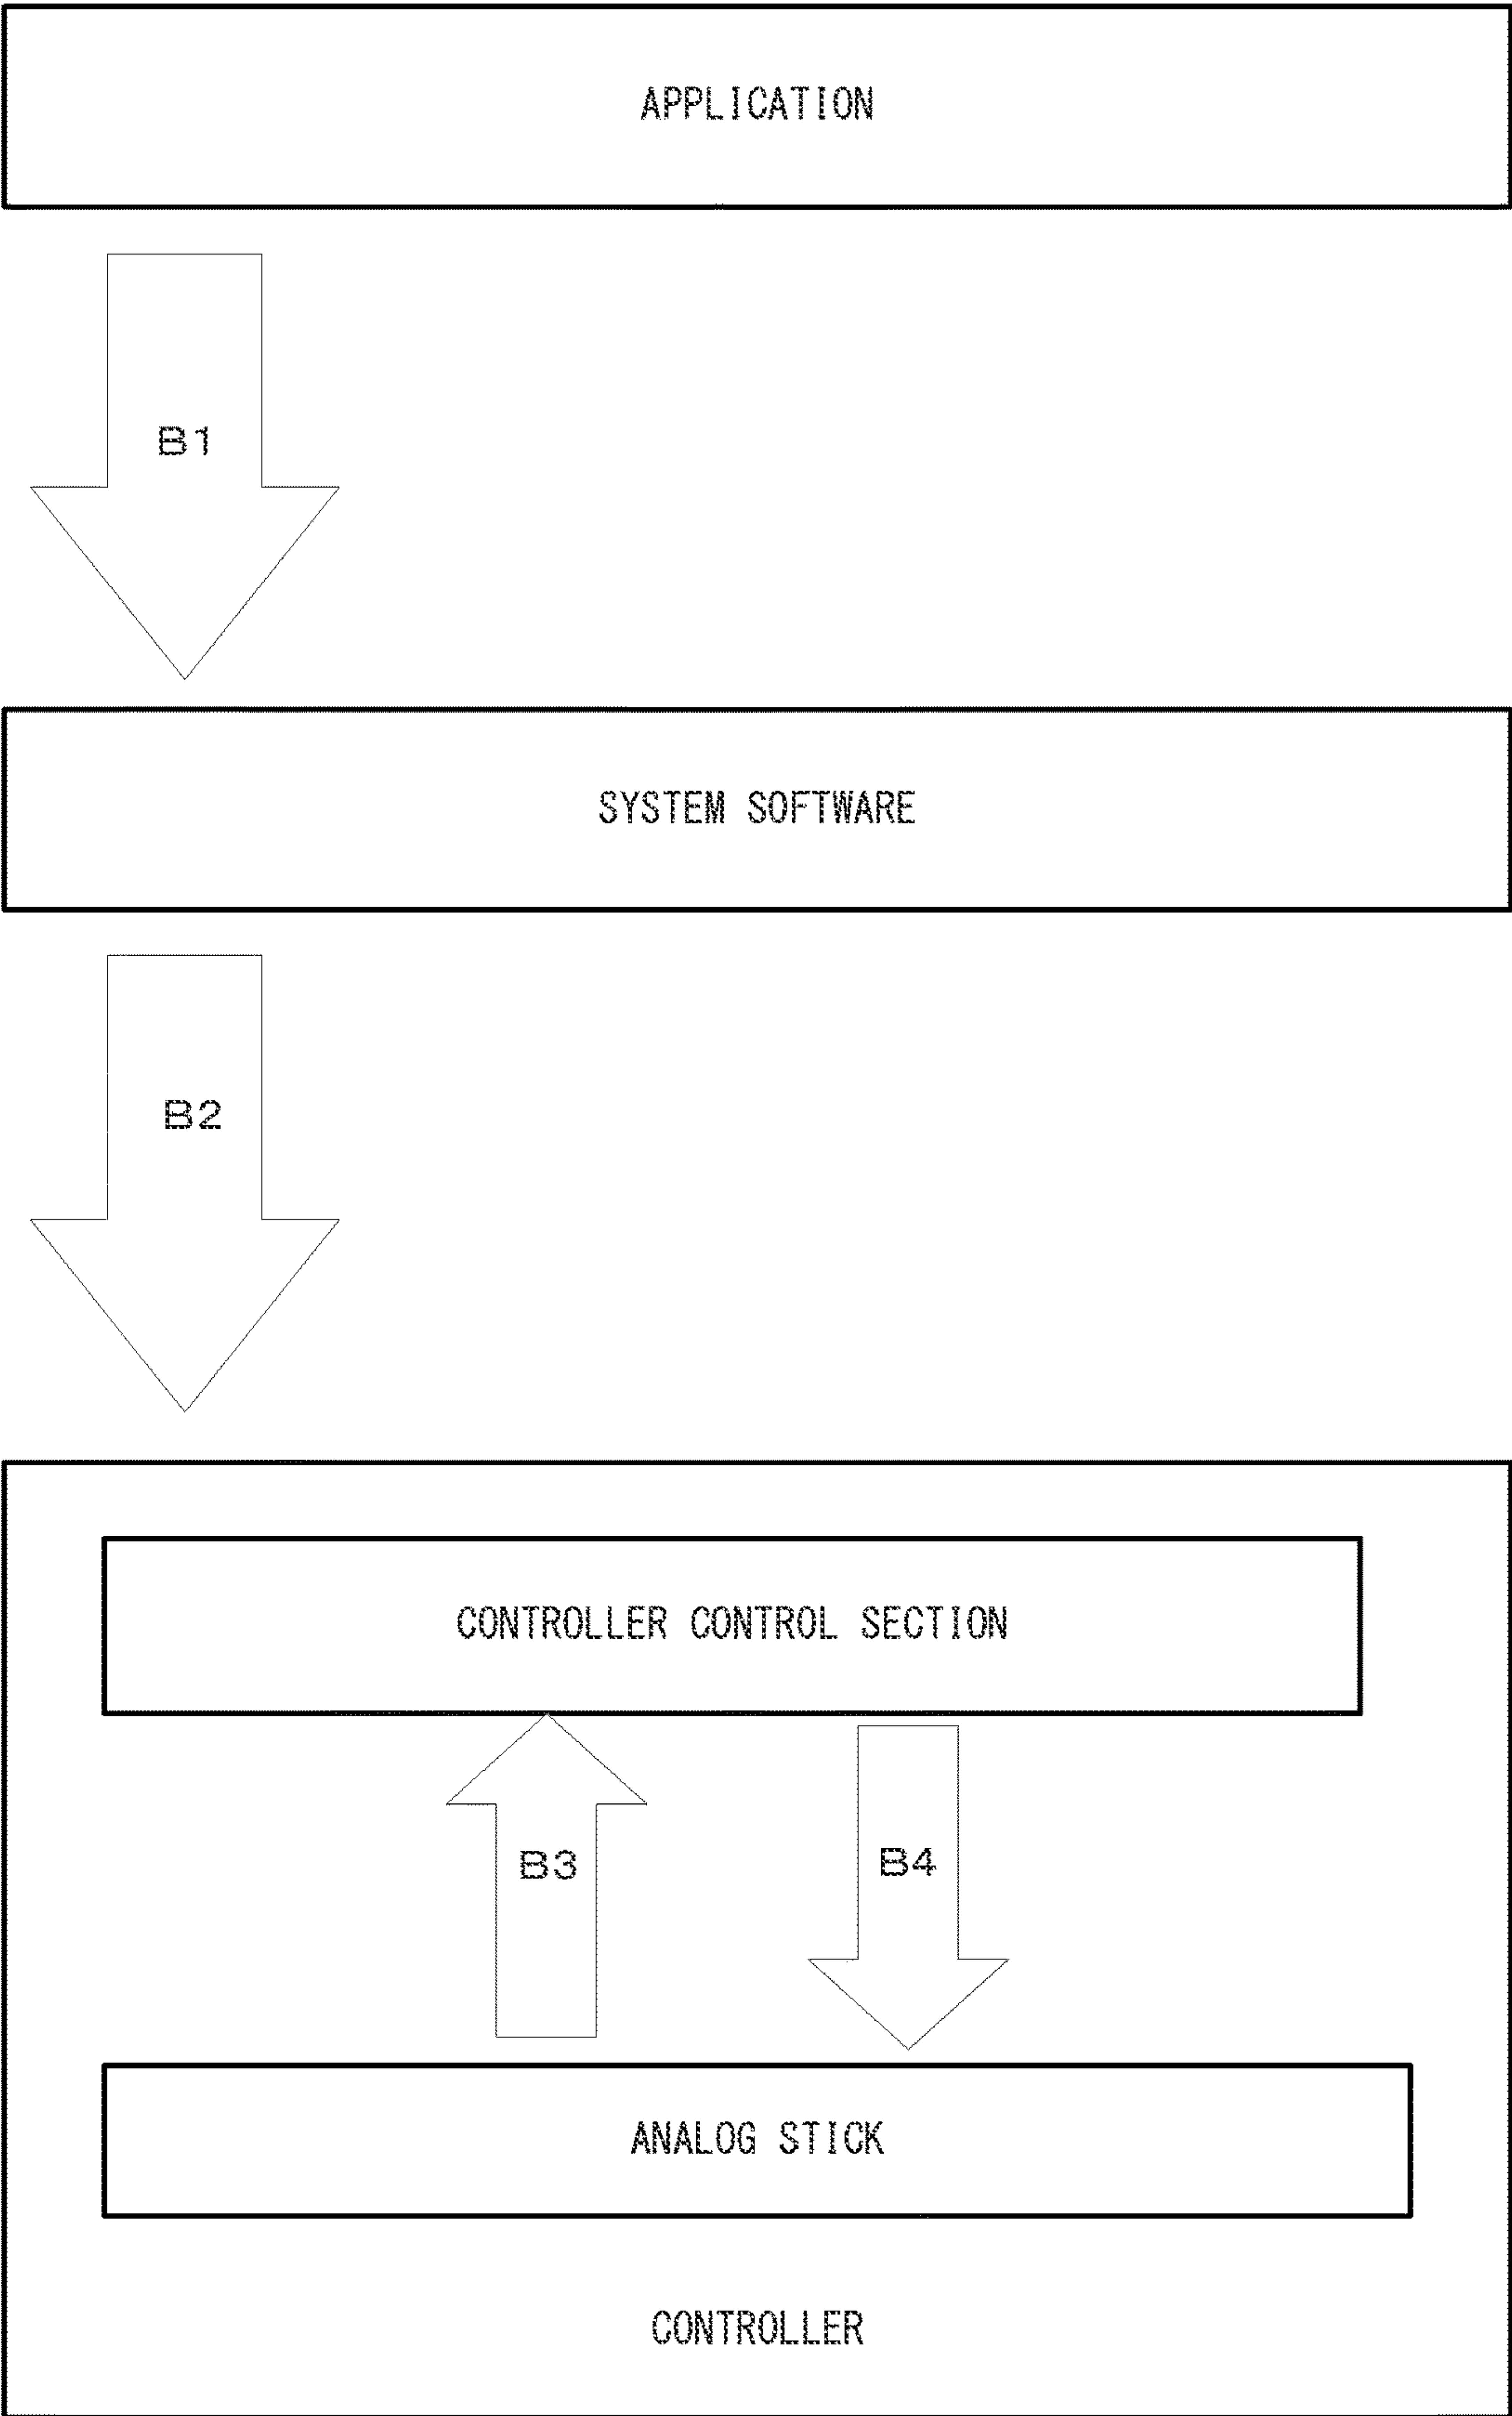 APPLICATION
B1
SYSTEM SOFTWARE
B2
CONTROLLER CONTROL SECTION
B3
B4
ANALOG STICK
CONTROLLER